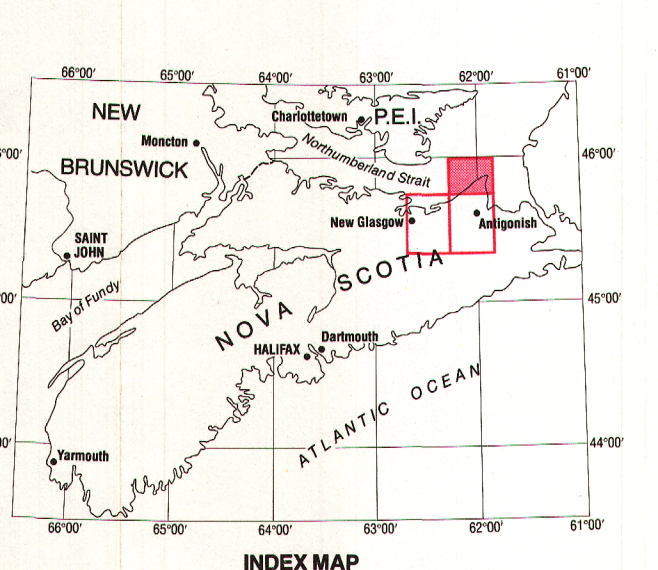 66°00′ 65°00′ 64°00′ 63°00′ 62°00′ 61°00′
NEW
BRUNSWICK
Moncton
Charlottetown
P.E.I.
Northumberland Strait
46°00′
New Glasgow
Antigonish
SAINT
JOHN
Bay of Fundy
NOVA SCOTIA
45°00′
HALIFAX
Dartmouth
ATLANTIC OCEAN
44°00′
Yarmouth
66°00′ 65°00′ 64°00′ 63°00′ 62°00′ 61°00′
INDEX MAP